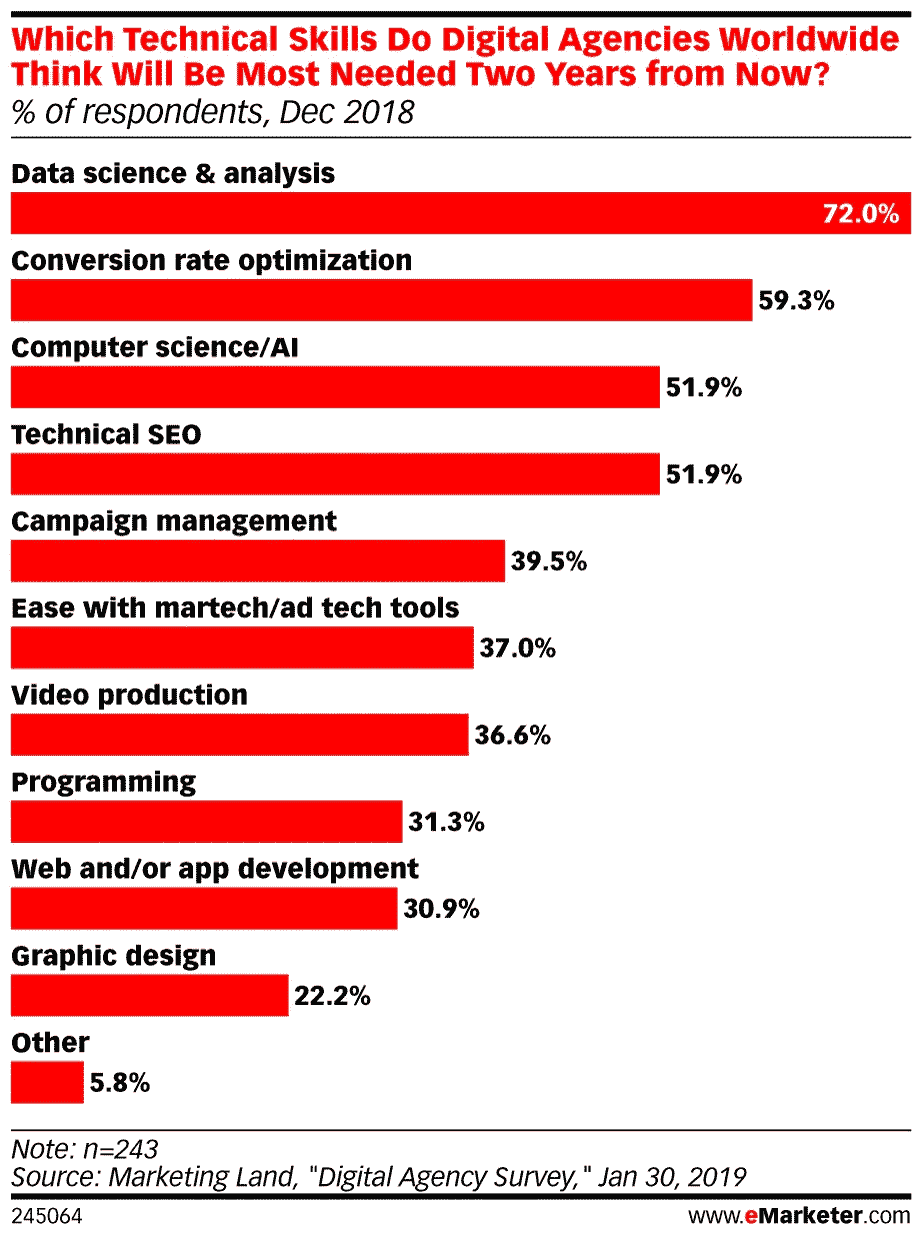 Which Technical Skills Do Digital Agencies Worldwide
Think Will Be Most Needed Two Years from Now?
% of respondents, Dec 2018
Data science & analysis
72.0%
Conversion rate optimization
59.3%
Computer science/AI
51.9%
Technical SEO
51.9%
Campaign management
39.5%
Ease with martech/ad tech tools
37.0%
Video production
36.6%
Programming
31.3%
Web and/or app development
30.9%
Graphic design
22.2%
Other
5.8%
Note: n=243
Source: Marketing Land, "Digital Agency Survey," Jan 30, 2019
245064
www.eMarketer.com